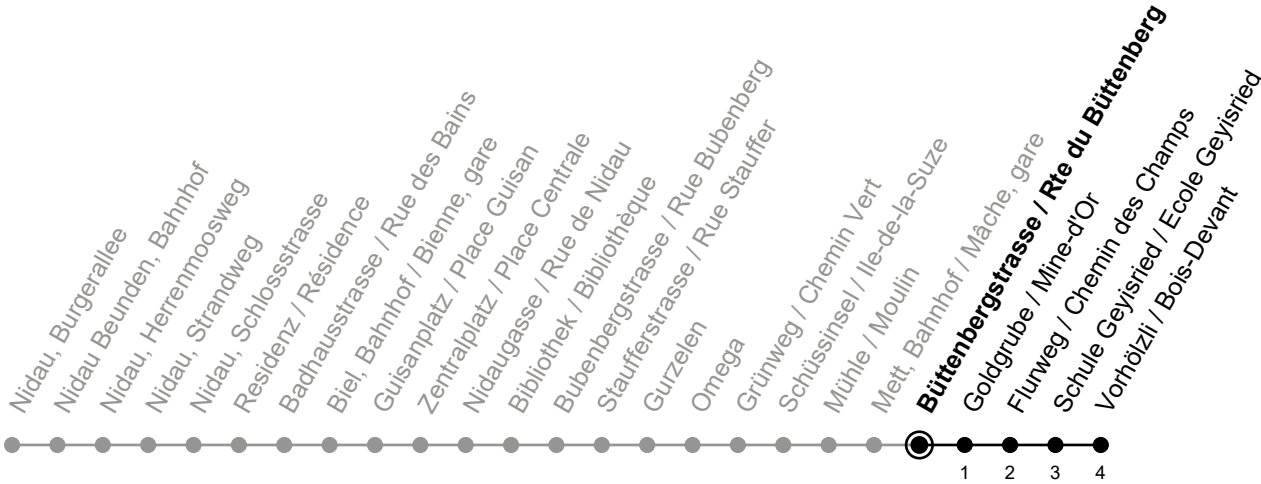 Nidau, Burgerallee
Nidau Beunden, Bahnhof
Nidau, Herrenmoosweg
Nidau, Strandweg
Nidau, Schlossstrasse
Residenz / Résidence
Badhausstrasse / Rue des Bains
Biel, Bahnhof / Bienne, gare
Guisanplatz / Place Guisan
Zentralplatz / Place Centrale
Nidaugasse / Rue de Nidau
Bibliothek / Bibliothèque
Bubenbergstrasse / Rue Bubenberg
Staufferstrasse / Rue Stauffer
Gurzelen
Omega
Grünweg / Chemin Vert
Schüssinsel / Ile-de-la-Suze
Mühle / Moulin
Mett, Bahnhof / Mâche, gare
Büttenbergstrasse / Rte du Büttenberg
Goldgrube / Mine-d'Or
Flurweg / Chemin des Champs
Schule Geyisried / Ecole Geyisried
Vorhölzli / Bois-Devant
1 2 3 4